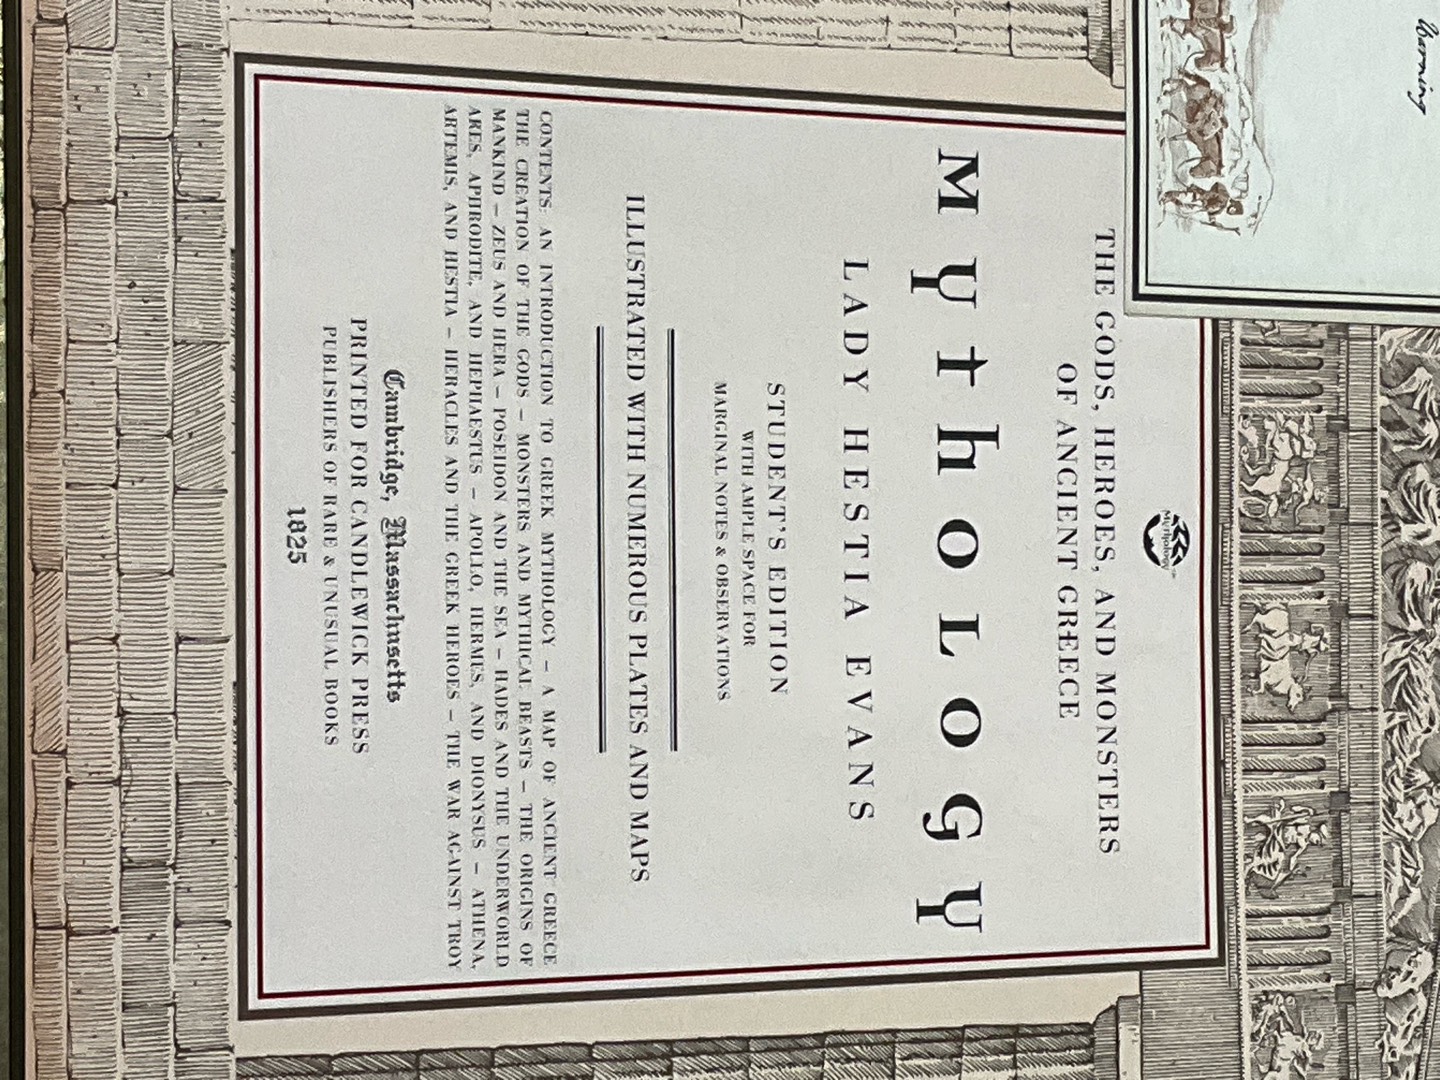 Mythology
THE GODS, HEROES, AND MONSTERS
OF ANCIENT GREECE
Mythology
LADY HESTIA EVANS
STUDENT'S EDITION
WITH AMPLE SPACE FOR
MARGINAL NOTES & OBSERVATIONS
ILLUSTRATED WITH NUMEROUS PLATES AND MAPS
CONTENTS: AN INTRODUCTION TO GREEK MYTHOLOGY – A MAP OF ANCIENT GREECE
THE CREATION OF THE GODS – MONSTERS AND MYTHICAL BEASTS – THE ORIGINS OF
MANKIND – ZEUS AND HERA – POSEIDON AND THE SEA – HADES AND THE UNDERWORLD
ARES, APHRODITE, AND HEPHAESTUS – APOLLO, HERMES, AND DIONYSUS – ATHENA,
ARTEMIS, AND HESTIA – HERACLES AND THE GREEK HEROES – THE WAR AGAINST TROY
Cambridge, Massachusetts
PRINTED FOR CANDLEWICK PRESS
PUBLISHERS OF RARE & UNUSUAL BOOKS
1825
Warning